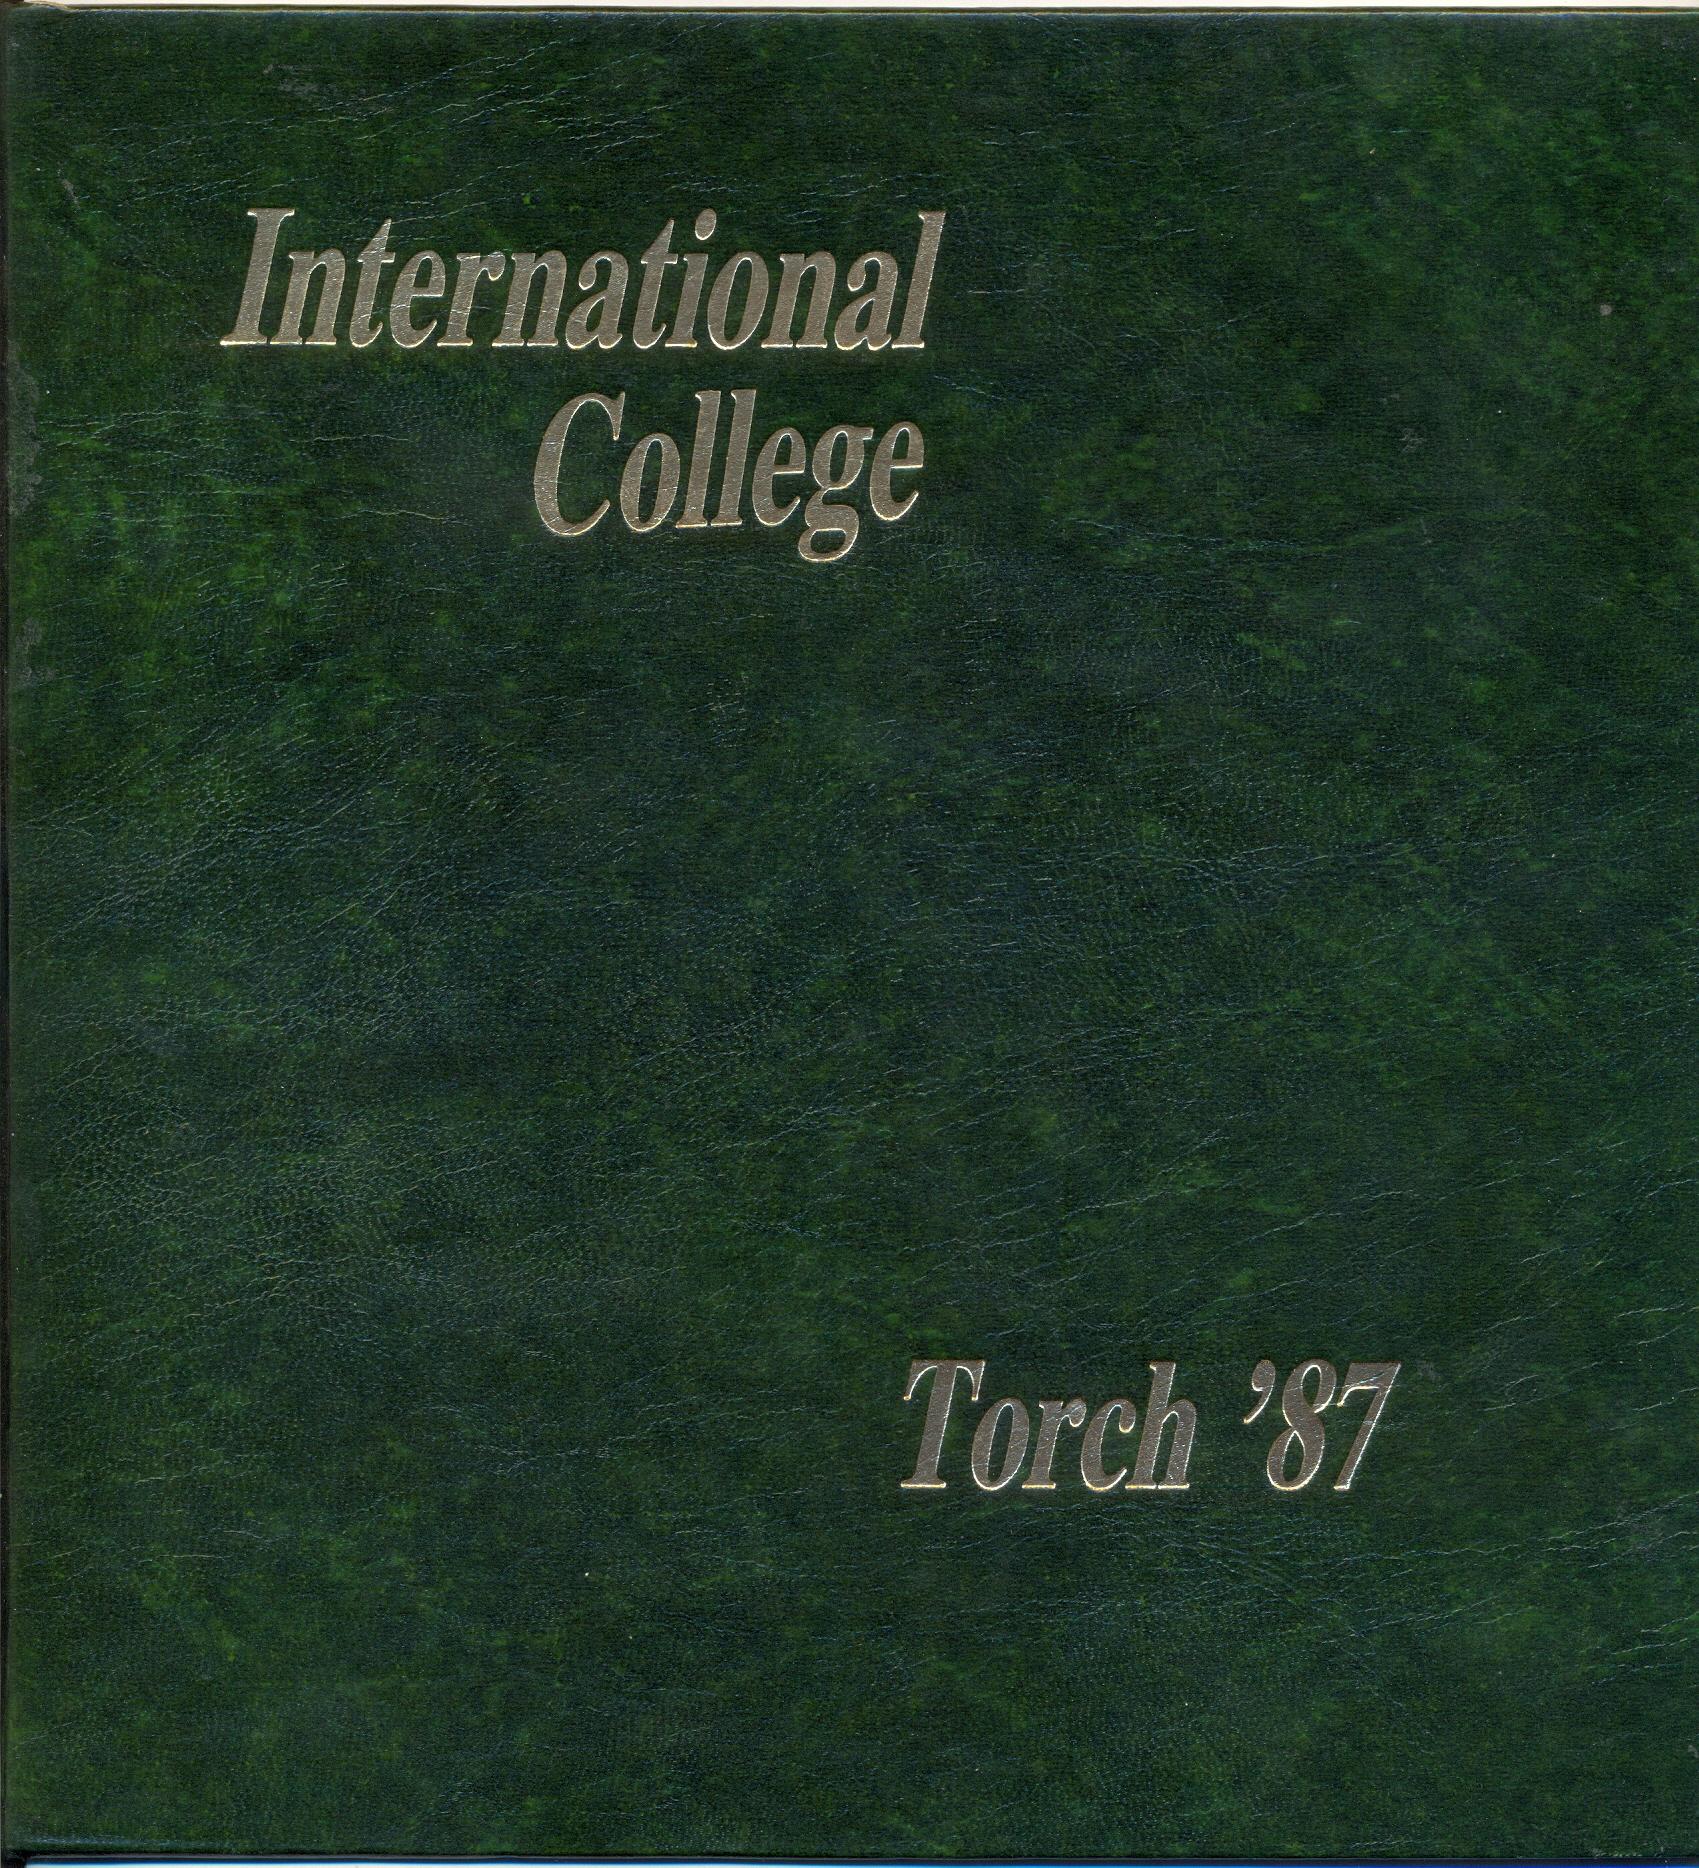 International
College
Torch ’87